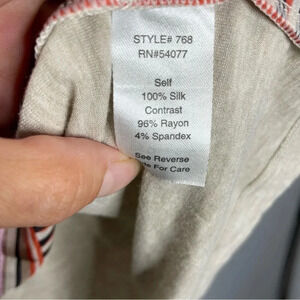 STYLE# 768
RN#54077
Self
100% Silk
Contrast
96% Rayon
4% Spandex
See Reverse
For Care